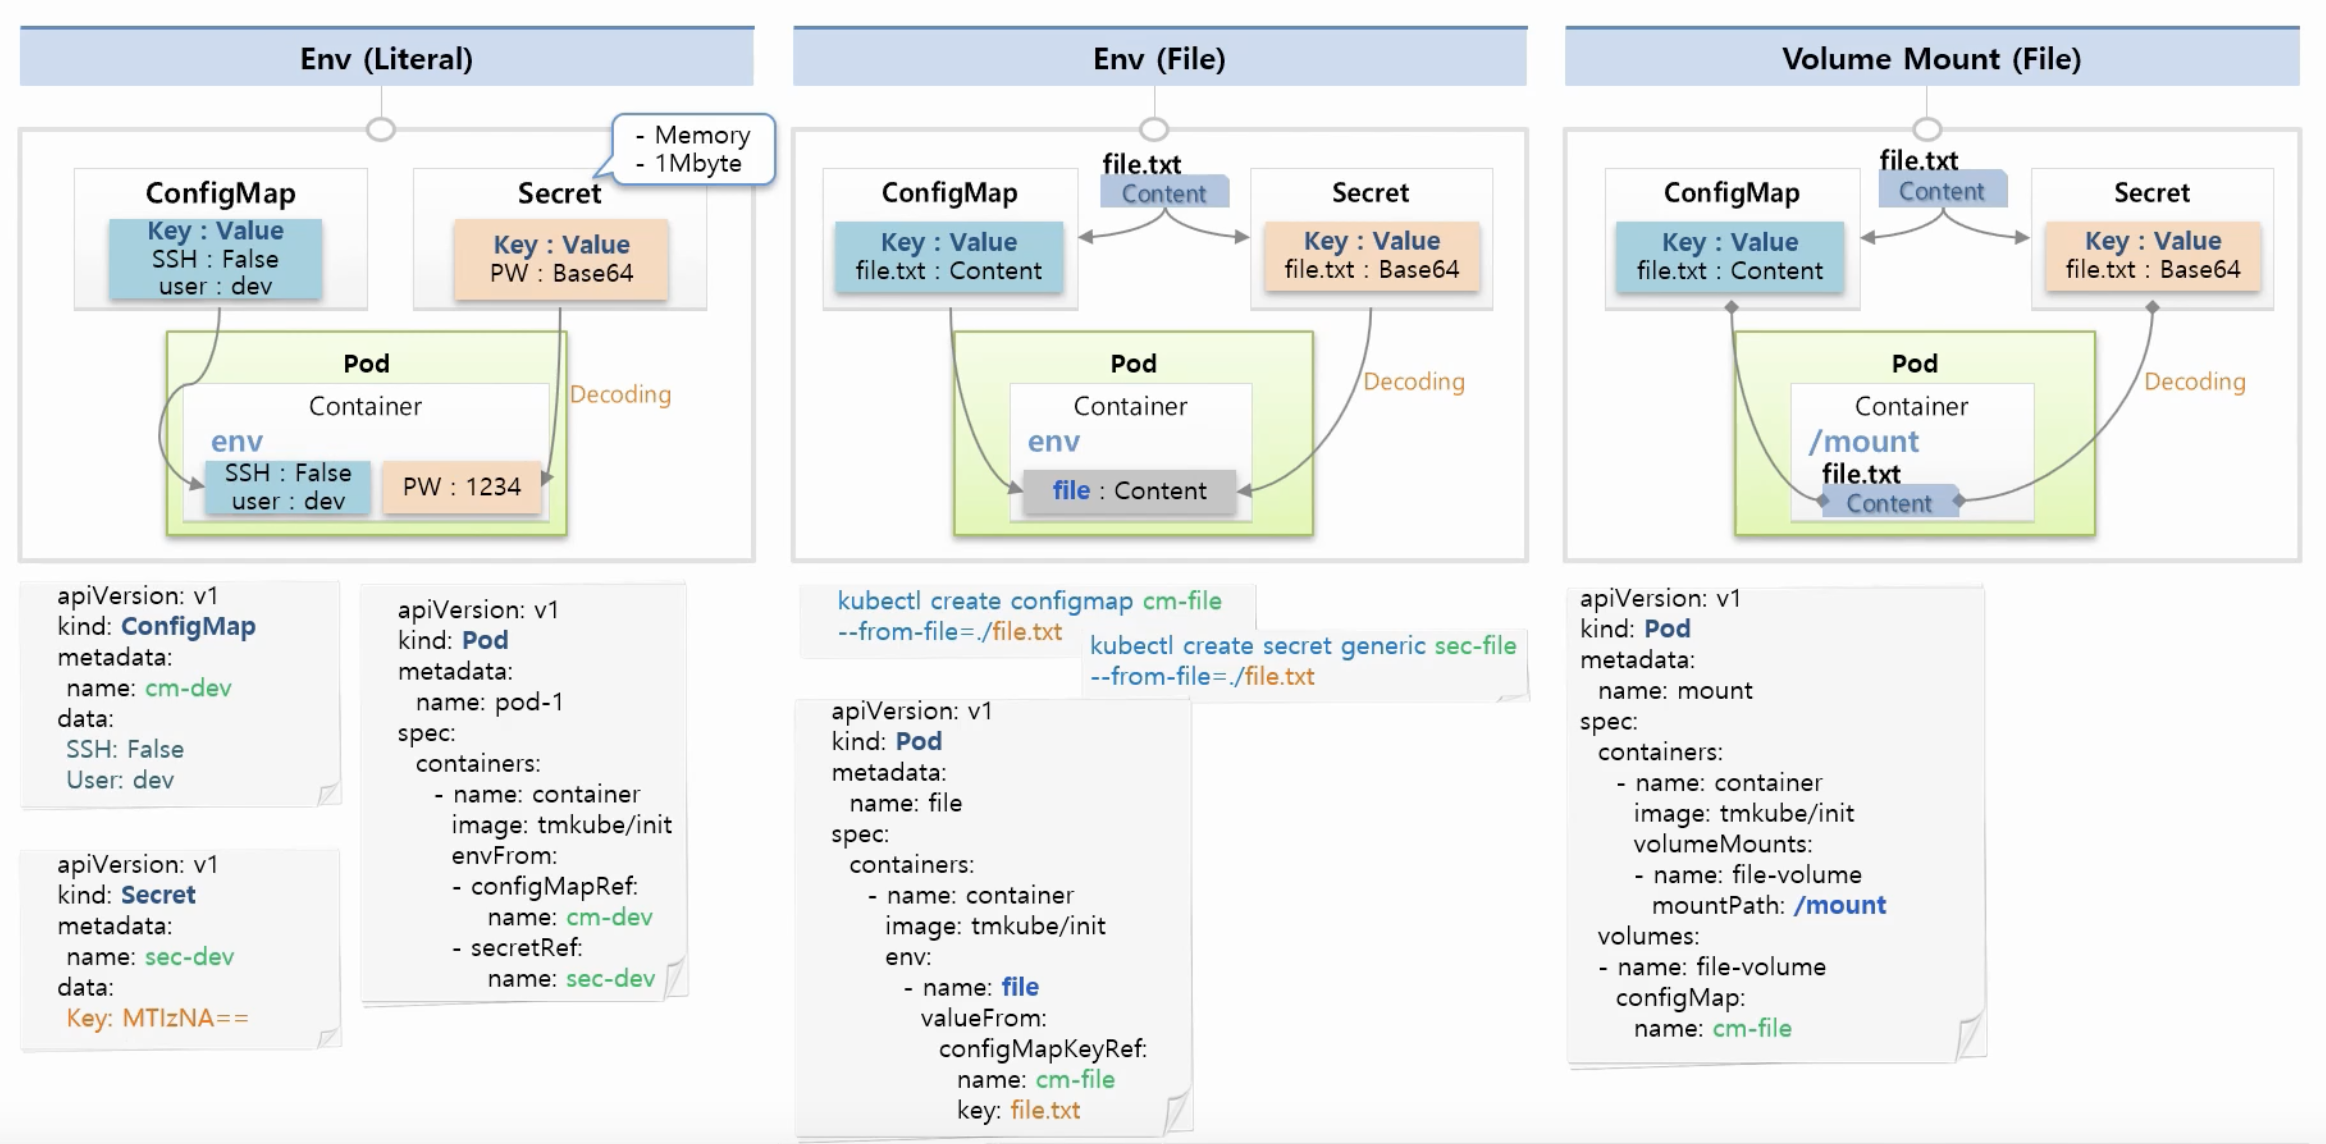 Env (Literal)
- Memory
- 1Mbyte
ConfigMap
Key : Value
SSH : False
user : dev
Secret
Key : Value
PW : Base64
Pod
Container
env
SSH : False
user : dev
PW : 1234
Decoding
apiVersion: v1
kind: ConfigMap
metadata:
name: cm-dev
data:
SSH: False
User: dev
apiVersion: v1
kind: Secret
metadata:
name: sec-dev
data:
Key: MTIzNA==
apiVersion: v1
kind: Pod
metadata:
name: pod-1
spec:
containers:
- name: container
image: tmkube/init
envFrom:
- configMapRef:
name: cm-dev
- secretRef:
name: sec-dev
Env (File)
file.txt
Content
ConfigMap
Key : Value
file.txt : Content
Secret
Key : Value
file.txt : Base64
Pod
Container
env
file : Content
Decoding
kubectl create configmap cm-file
--from-file=./file.txt
kubectl create secret generic sec-file
--from-file=./file.txt
apiVersion: v1
kind: Pod
metadata:
name: file
spec:
containers:
- name: container
image: tmkube/init
env:
- name: file
valueFrom:
configMapKeyRef:
name: cm-file
key: file.txt
Volume Mount (File)
file.txt
Content
ConfigMap
Key : Value
file.txt : Content
Secret
Key : Value
file.txt : Base64
Pod
Container
/mount
file.txt
Content
Decoding
apiVersion: v1
kind: Pod
metadata:
name: mount
spec:
containers:
- name: container
image: tmkube/init
volumeMounts:
- name: file-volume
mountPath: /mount
volumes:
- name: file-volume
configMap:
name: cm-file